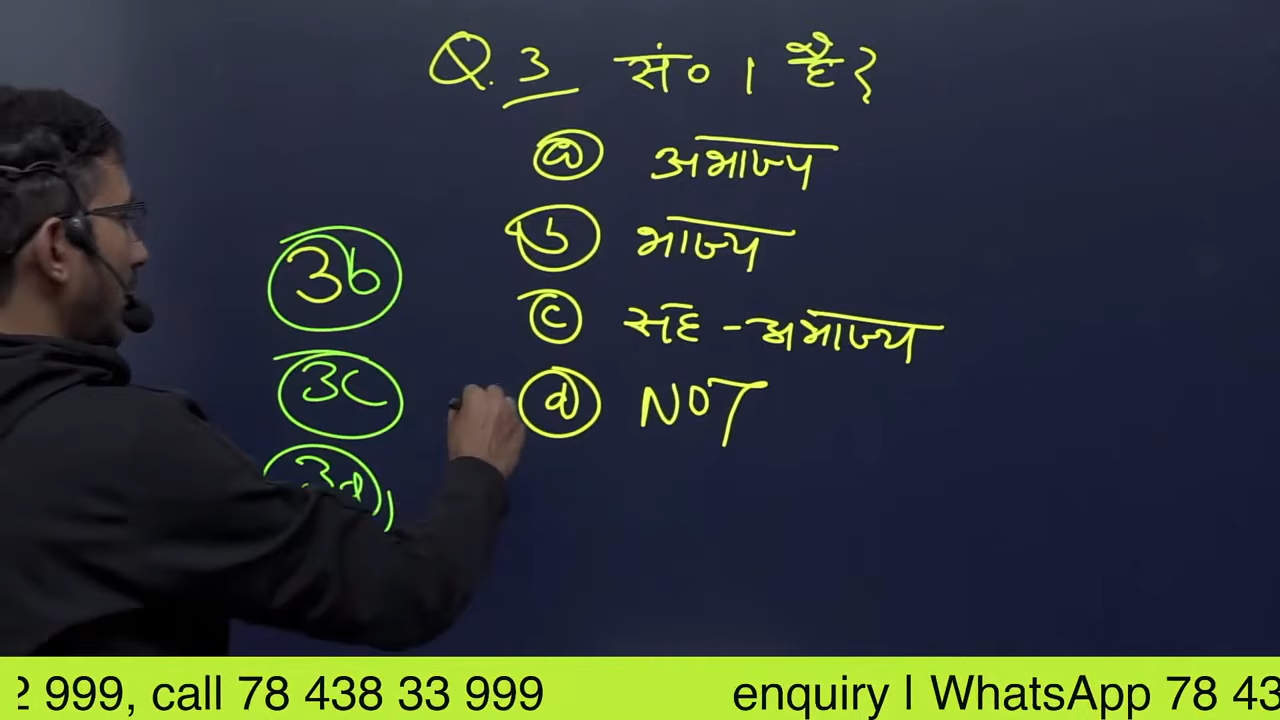 Q.3 सं० 1 है?
a अभाज्य
b भाज्य
c सह-अभाज्य
d NOT
3b
3c
3d
2 999, call 78 438 33 999 enquiry | WhatsApp 78 43